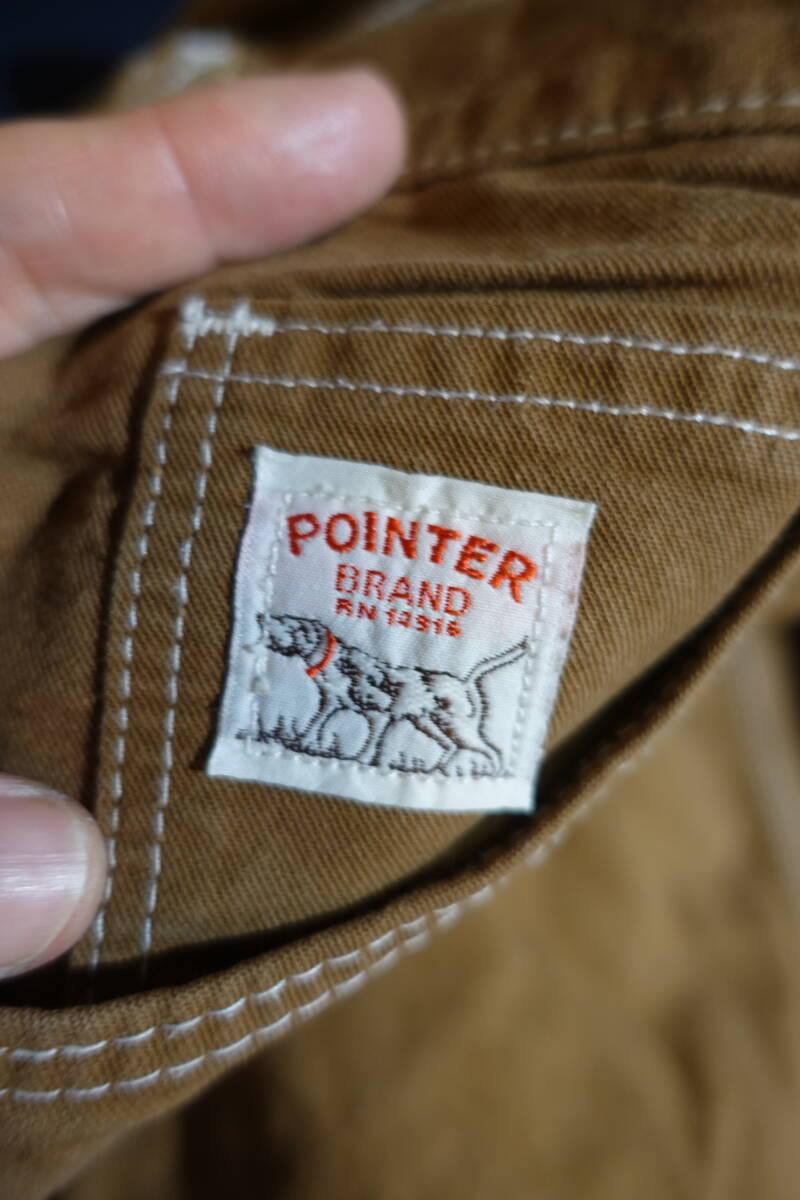 POINTER
BRAND
RN 14916